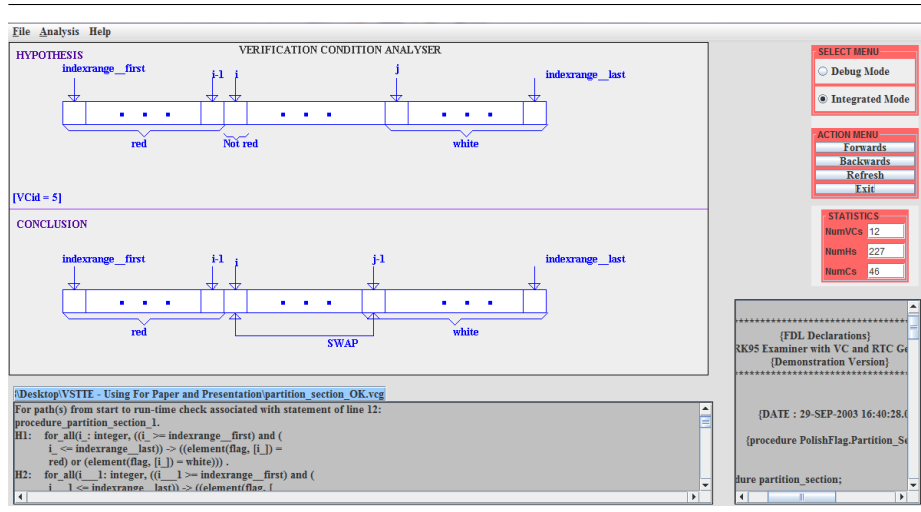 File Analysis Help
VERIFICATION CONDITION ANALYSER
HYPOTHESIS
indexrange__first
i-1
i
j
indexrange__last
red
Not red
white
[VCid = 5]
CONCLUSION
indexrange__first
i-1
i
j-1
indexrange__last
red
white
SWAP
SELECT MENU
Debug Mode
Integrated Mode
ACTION MENU
Forwards
Backwards
Refresh
Exit
STATISTICS
NumVCs 12
NumHs 227
NumCs 46
\Desktop\VSTTE - Using For Paper and Presentation\partition_section_OK.vcg
For path(s) from start to run-time check associated with statement of line 12:
procedure_partition_section_1.
H1: for_all(i_: integer, ((i_ >= indexrange__first) and (
i_ <= indexrange__last)) -> ((element(flag, [i_]) =
red) or (element(flag, [i_]) = white))) .
H2: for_all(i___1: integer, ((i___1 >= indexrange__first) and (
i___1 <= indexrange__last)) -> ((element(flag, [
*************************************
{FDL Declarations}
RK95 Examiner with VC and RTC Ge
{Demonstration Version}
*************************************
{DATE : 29-SEP-2003 16:40:28.0
{procedure PolishFlag.Partition_Se
dure partition_section;